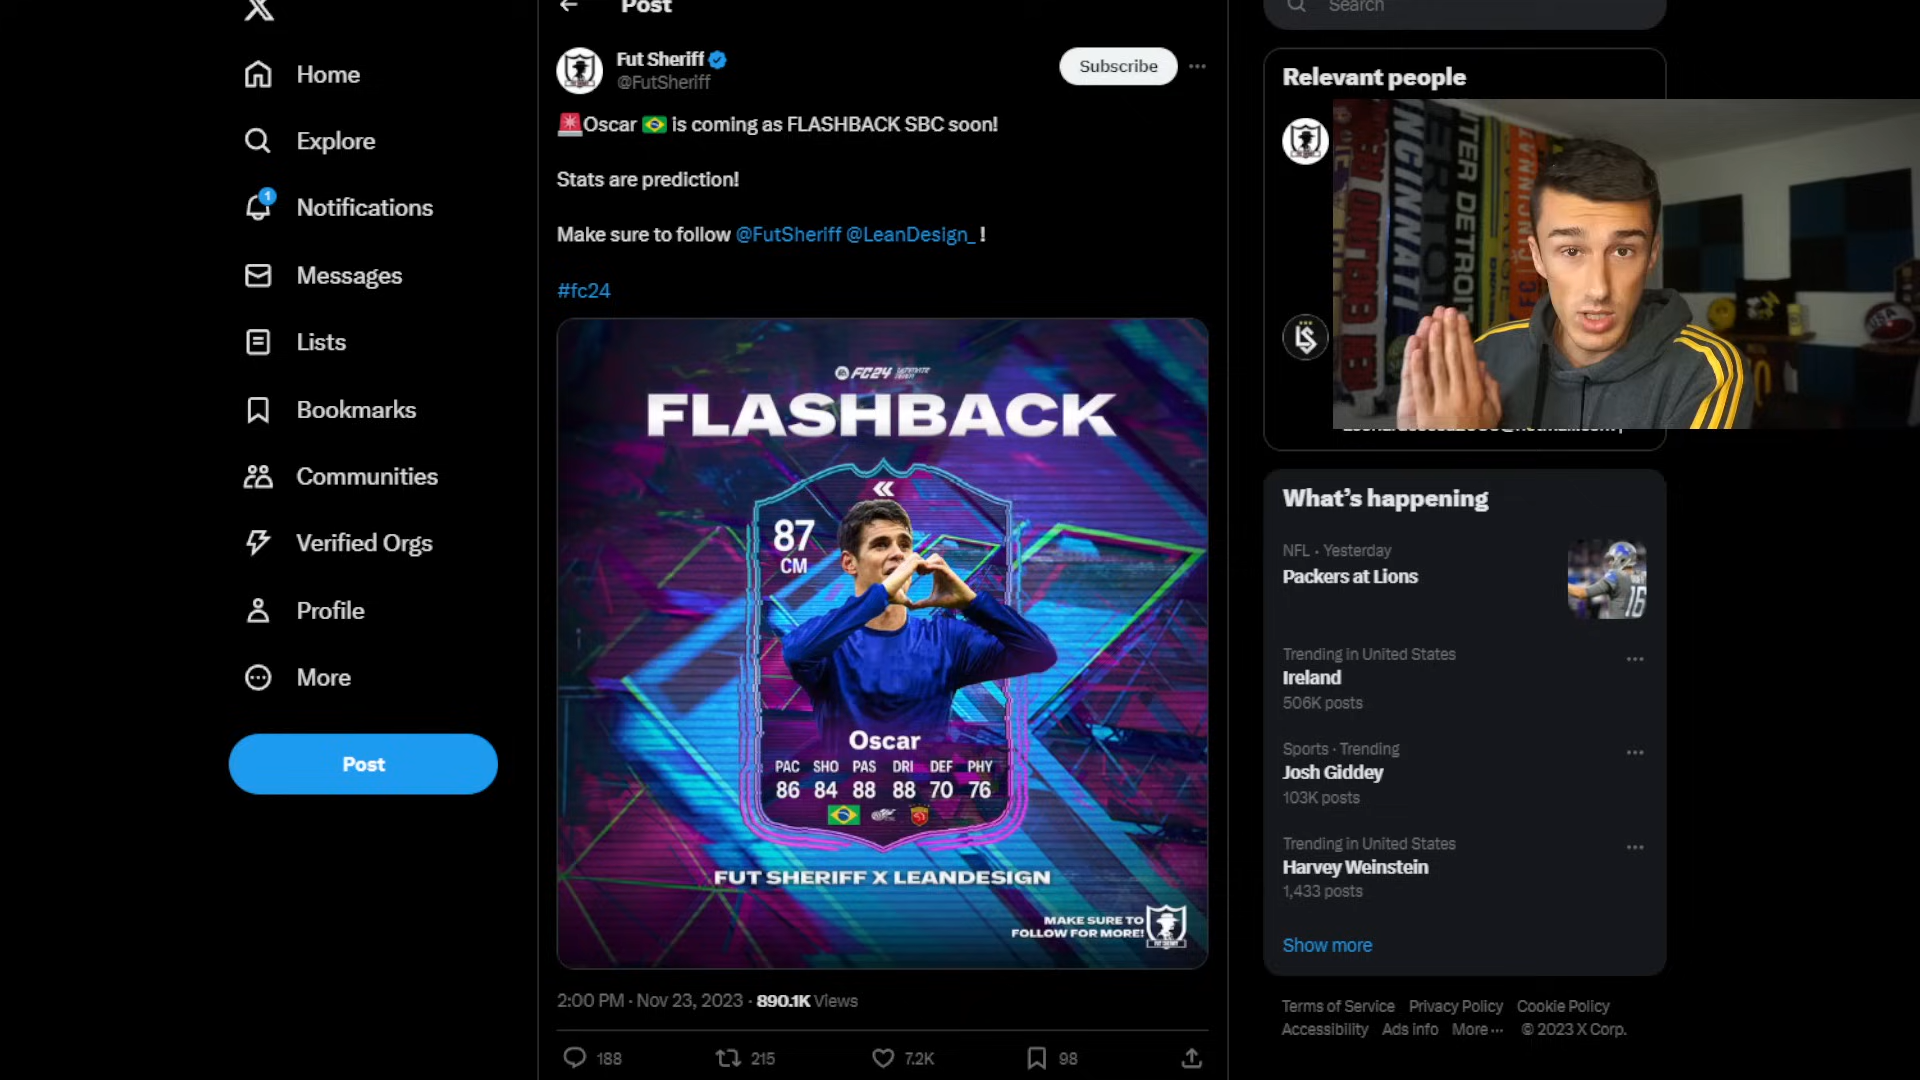 Home
Explore
1
Notifications
Messages
Lists
Bookmarks
Communities
Verified Orgs
Profile
More
Post
Post
Fut Sheriff
@FutSheriff
Subscribe
Oscar is coming as FLASHBACK SBC soon!
Stats are prediction!
Make sure to follow @FutSheriff @LeanDesign_ !
#fc24
FC24
FLASHBACK
87
CM
Oscar
PAC SHO PAS DRI DEF PHY
86 84 88 88 70 76
FUT SHERIFF X LEANDESIGN
MAKE SURE TO
FOLLOW FOR MORE!
2:00 PM · Nov 23, 2023 · 890.1K Views
188 215 7.2K 98
Search
Relevant people
CINCINNATI
TER DETROIT
What's happening
NFL · Yesterday
Packers at Lions
16
Trending in United States
Ireland
506K posts
Sports · Trending
Josh Giddey
103K posts
Trending in United States
Harvey Weinstein
1,433 posts
Show more
Terms of Service Privacy Policy Cookie Policy
Accessibility Ads info More ··· © 2023 X Corp.